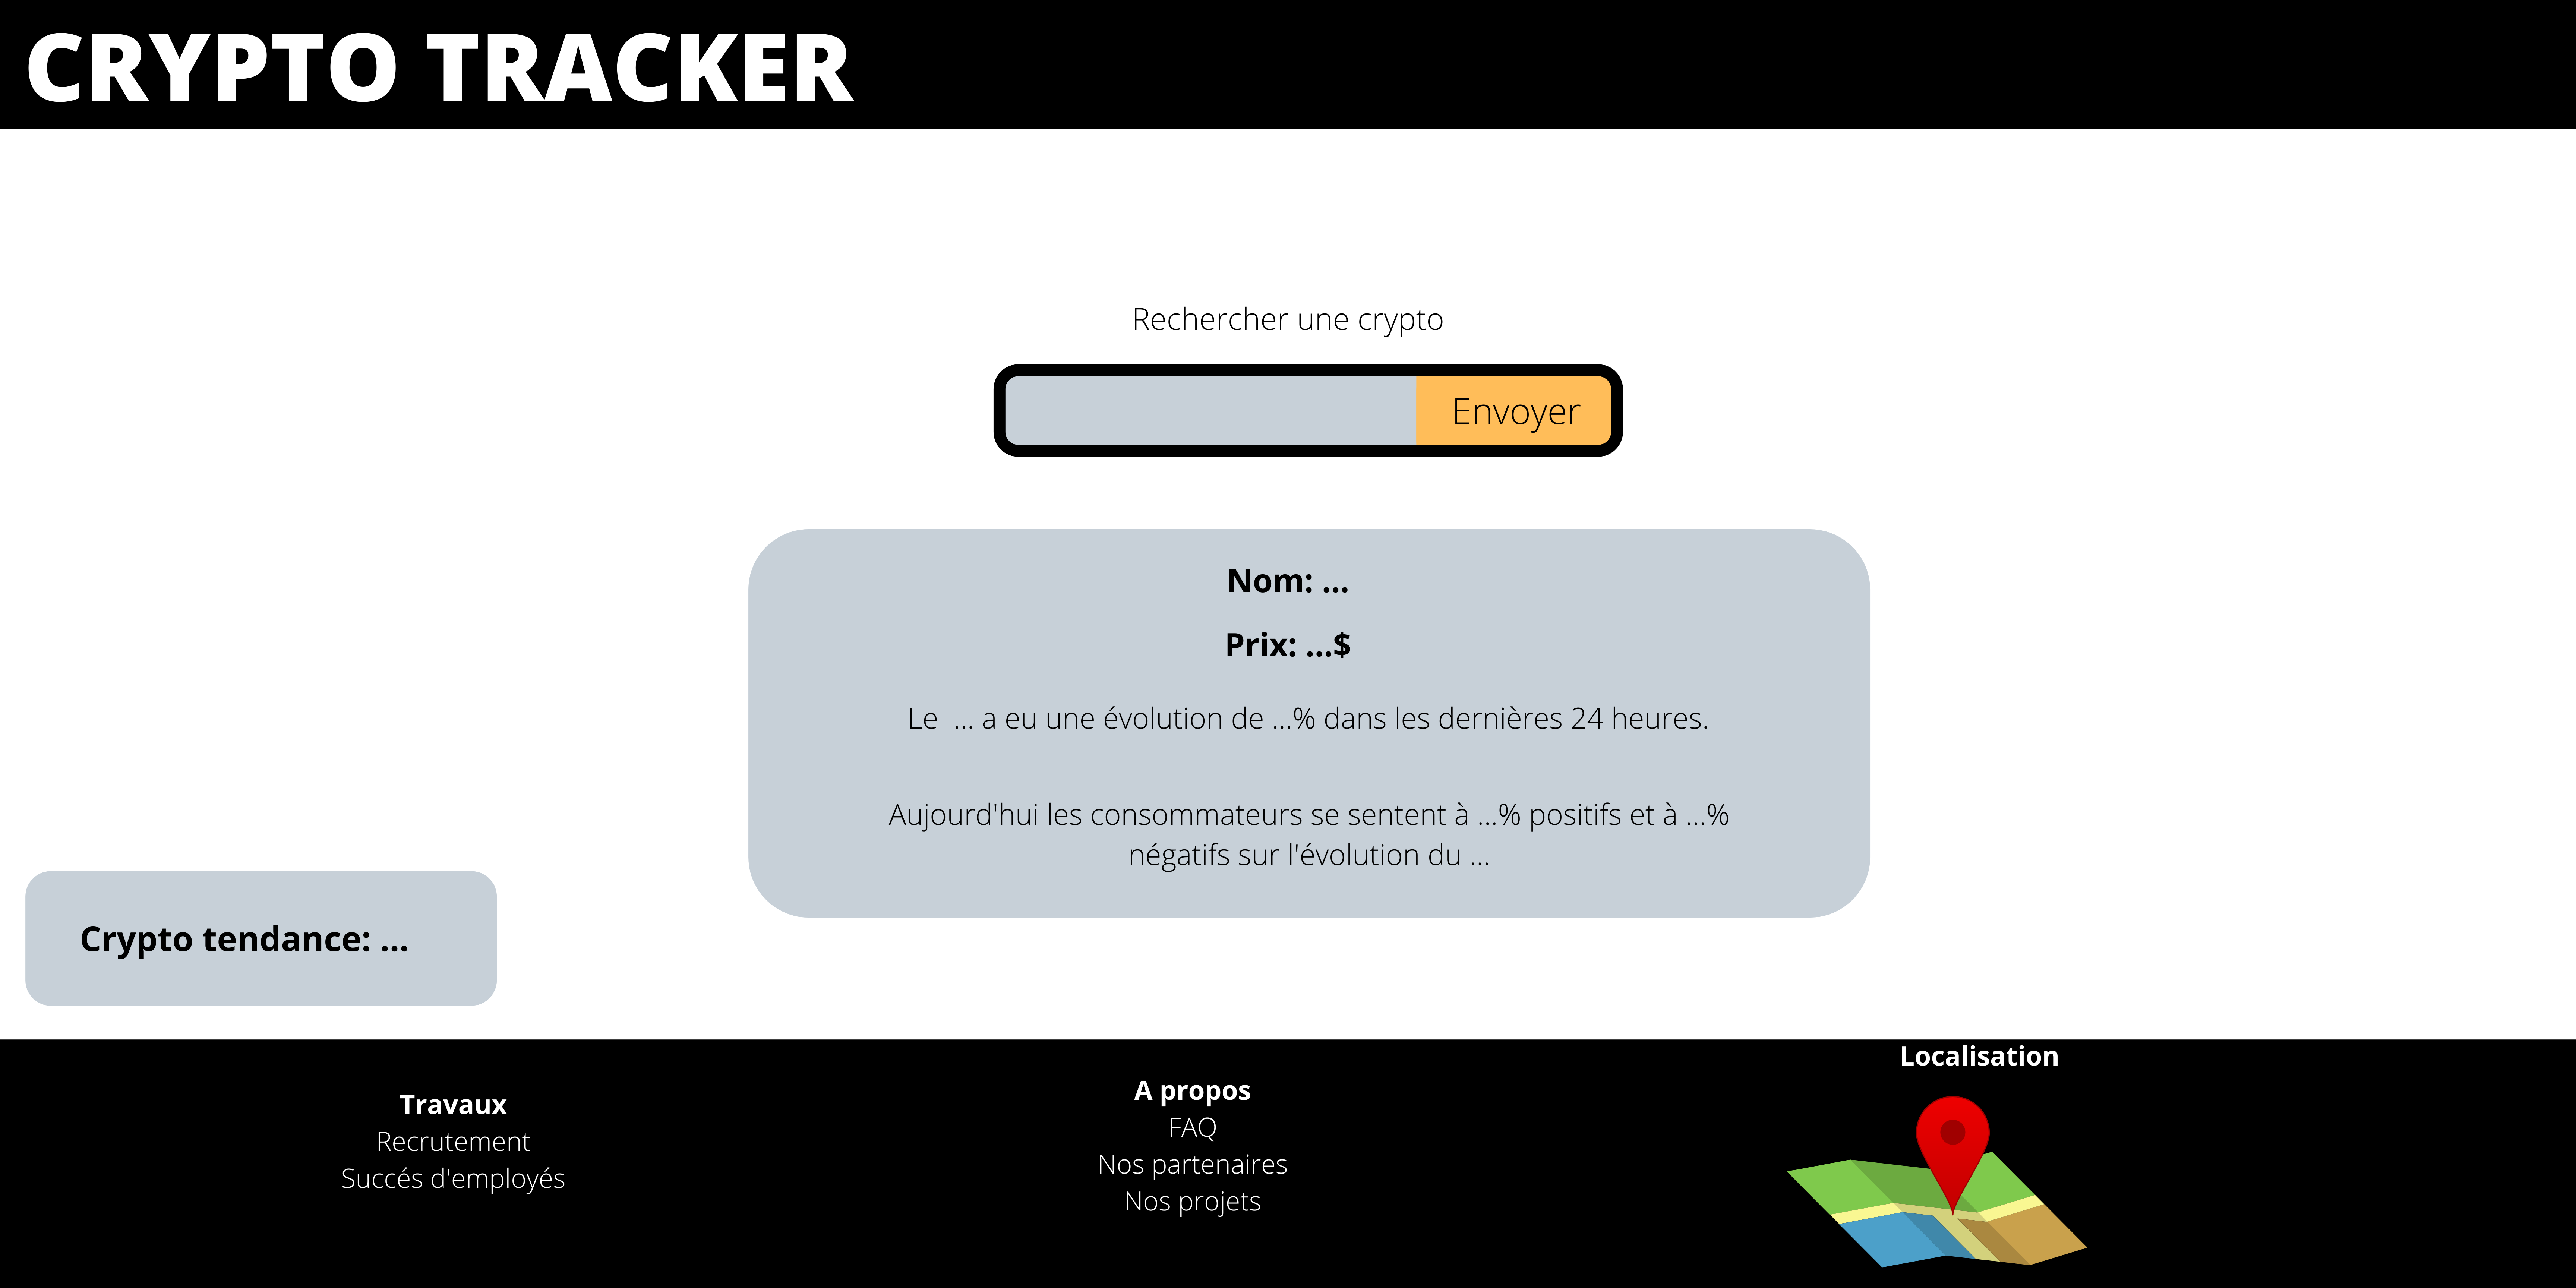 CRYPTO TRACKER
Rechercher une crypto
Envoyer
Nom: ...
Prix: ...$
Le  ... a eu une évolution de ...% dans les dernières 24 heures.
Aujourd'hui les consommateurs se sentent à ...% positifs et à ...%
négatifs sur l'évolution du ...
Crypto tendance: ...
Travaux
Recrutement
Succés d'employés
A propos
FAQ
Nos partenaires
Nos projets
Localisation